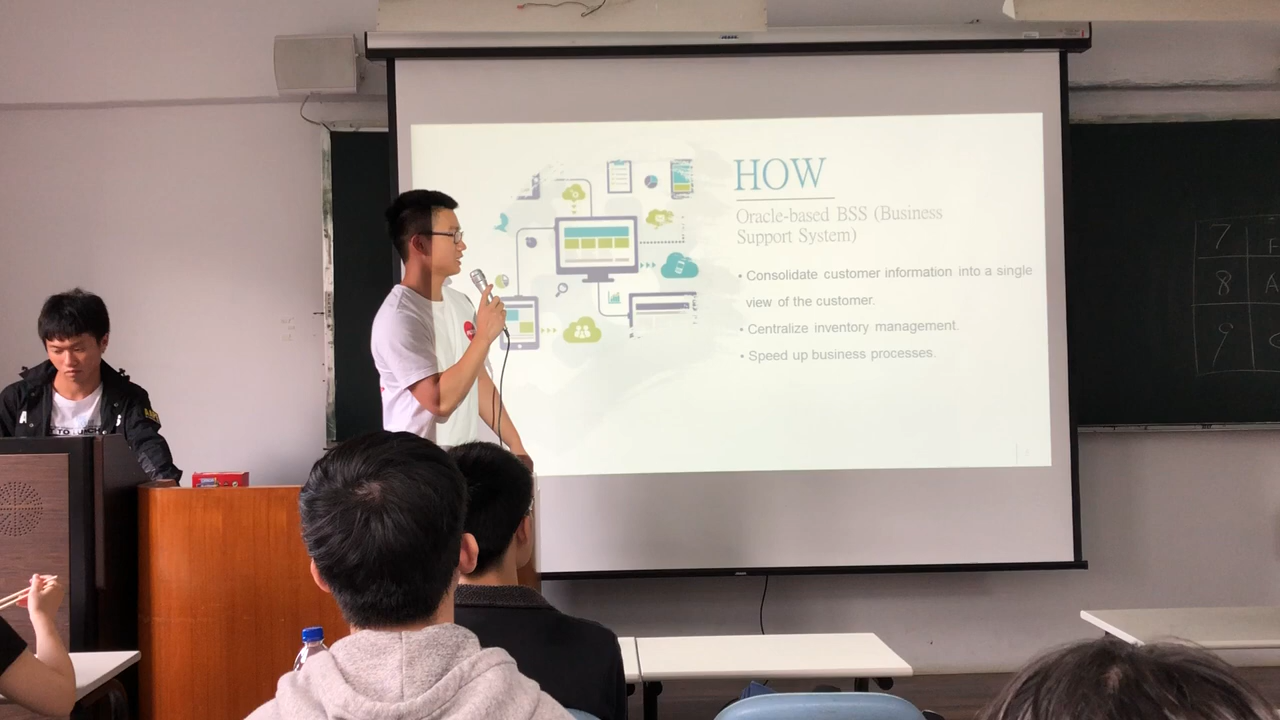 HOW
Oracle-based BSS (Business
Support System)
• Consolidate customer information into a single
view of the customer.
• Centralize inventory management.
• Speed up business processes.
7
8 A
9